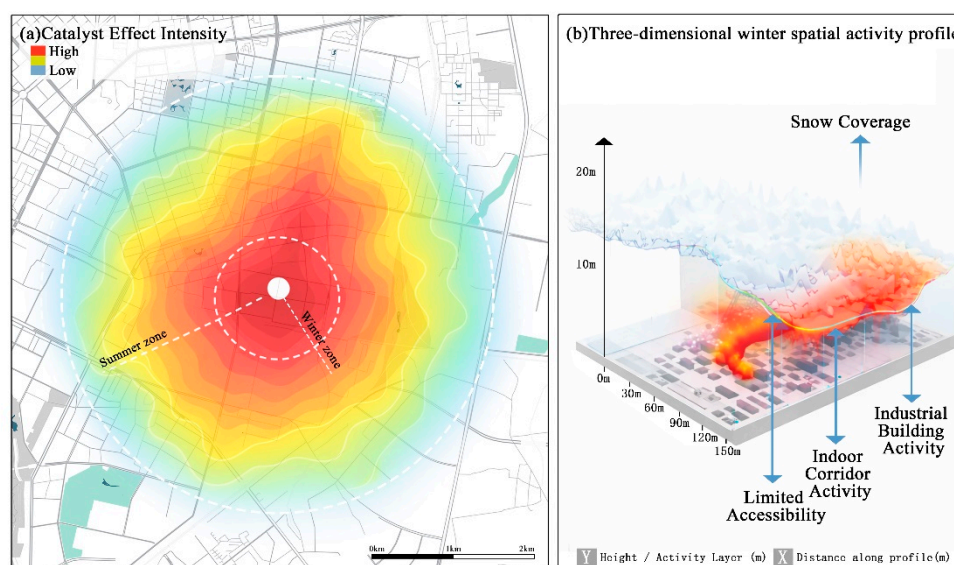 (a)Catalyst Effect Intensity
High
Low
Summer zone
Winter zone
0km 1km 2km
(b)Three-dimensional winter spatial activity profile
Snow Coverage
20m
10m
0m
30m
60m
90m
120m
150m
Industrial
Building
Activity
Indoor
Corridor
Activity
Limited
Accessibility
Y Height / Activity Layer (m) X Distance along profile(m)